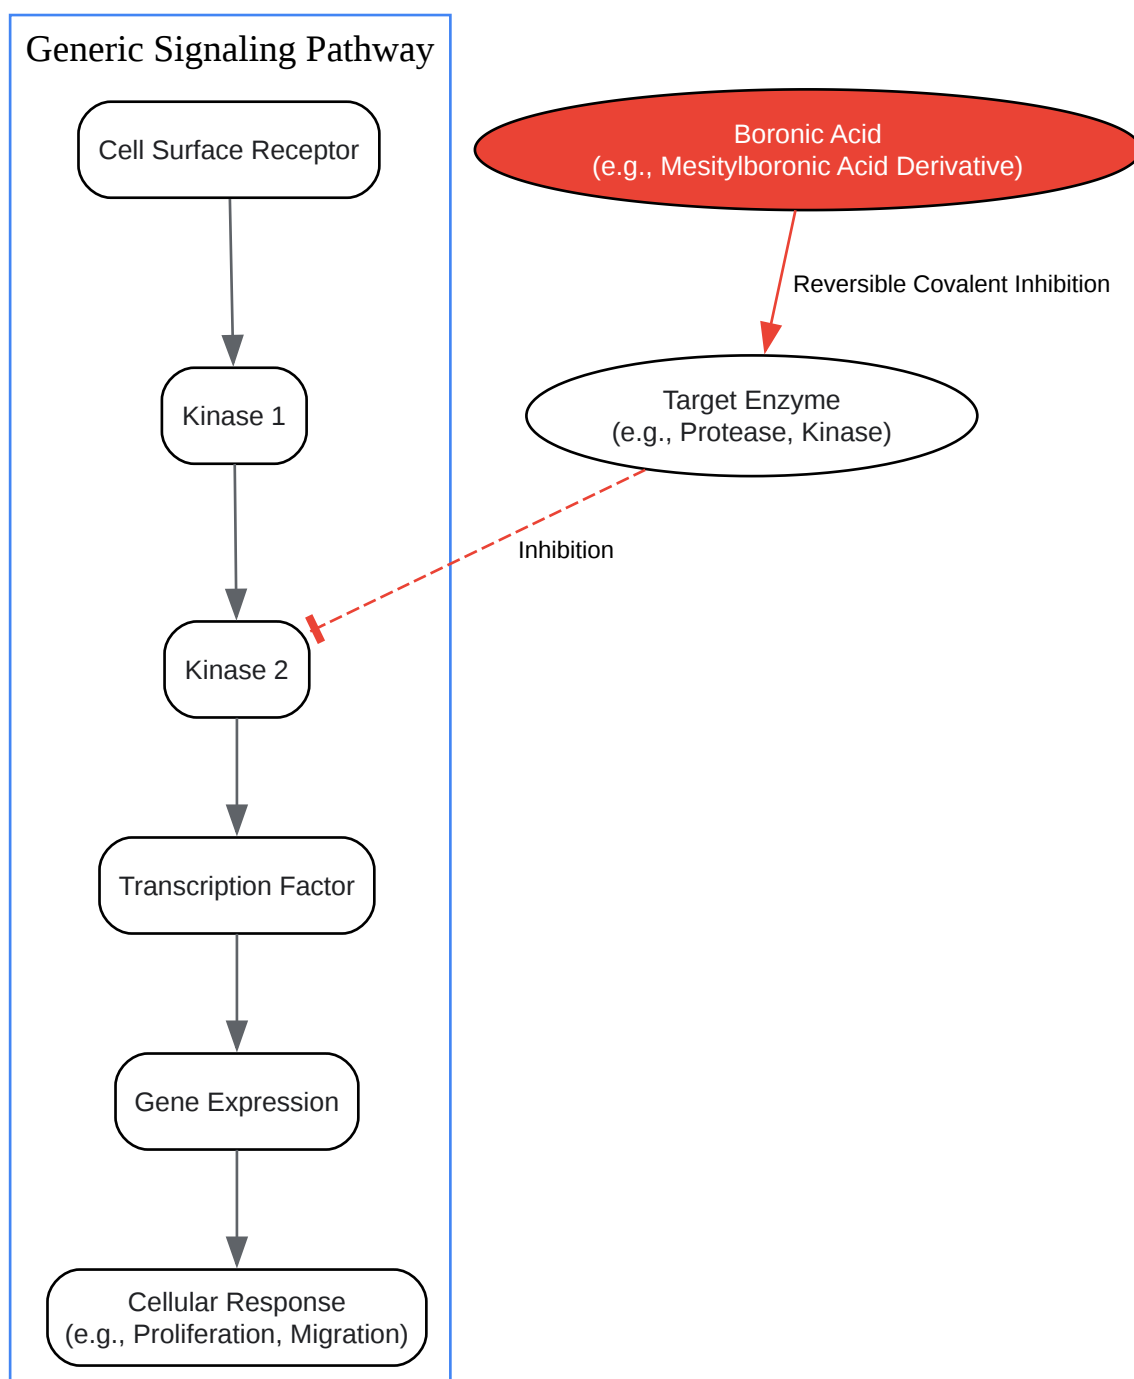 Generic Signaling Pathway
Cell Surface Receptor
Boronic Acid
(e.g., Mesitylboronic Acid Derivative)
Reversible Covalent Inhibition
Kinase 1
Target Enzyme
(e.g., Protease, Kinase)
Inhibition
Kinase 2
Transcription Factor
Gene Expression
Cellular Response
(e.g., Proliferation, Migration)